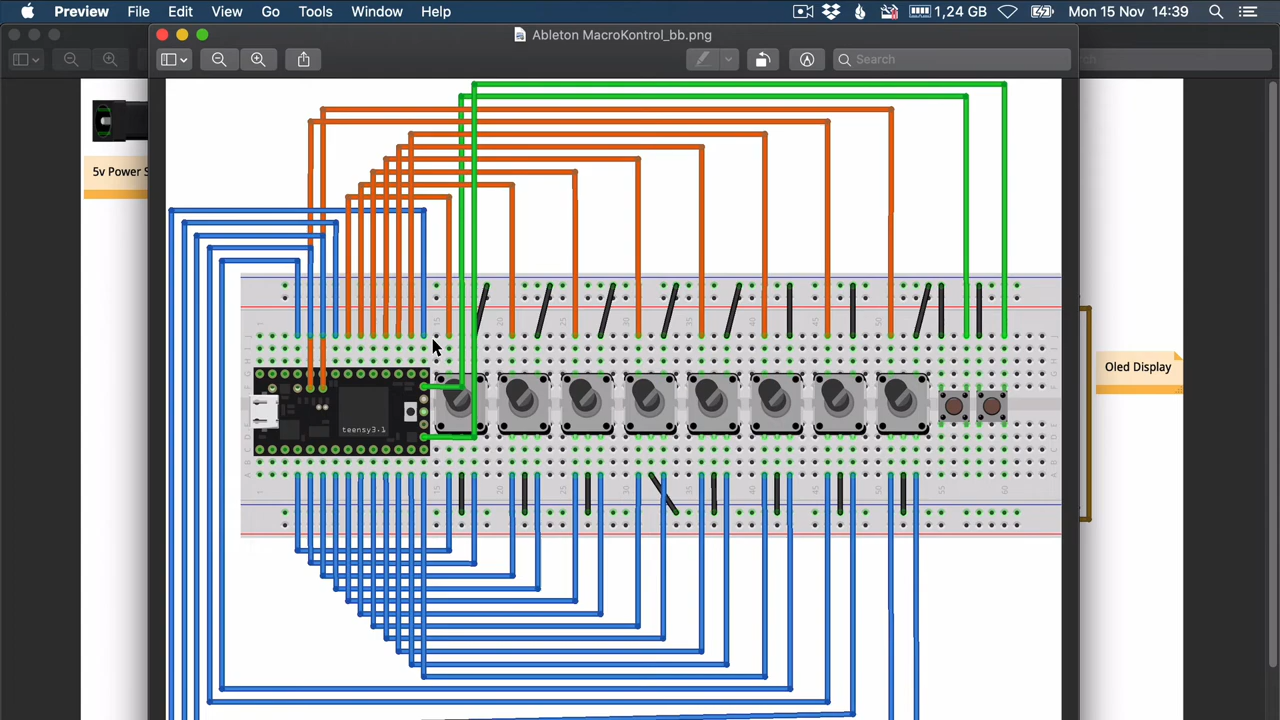 Preview File Edit View Go Tools Window Help 1,24 GB Mon 15 Nov 14:39
Ableton MacroKontrol_bb.png
Search
5v Power S
Oled Display
teensy3.1